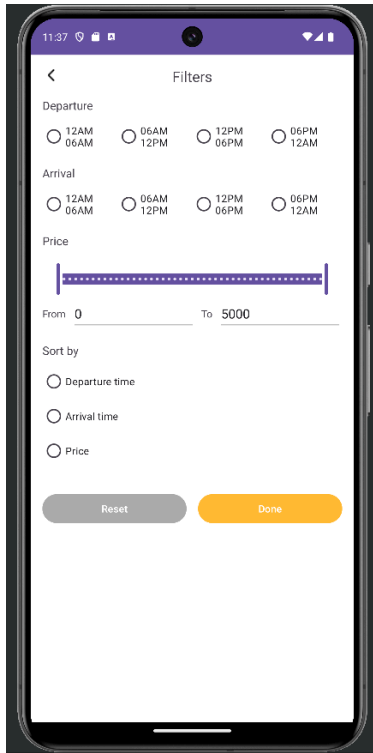 11:37
Filters
Departure
12AM 06AM 12PM 06PM
06AM 12PM 06PM 12AM
Arrival
12AM 06AM 12PM 06PM
06AM 12PM 06PM 12AM
Price
From 0 To 5000
Sort by
Departure time
Arrival time
Price
Reset Done